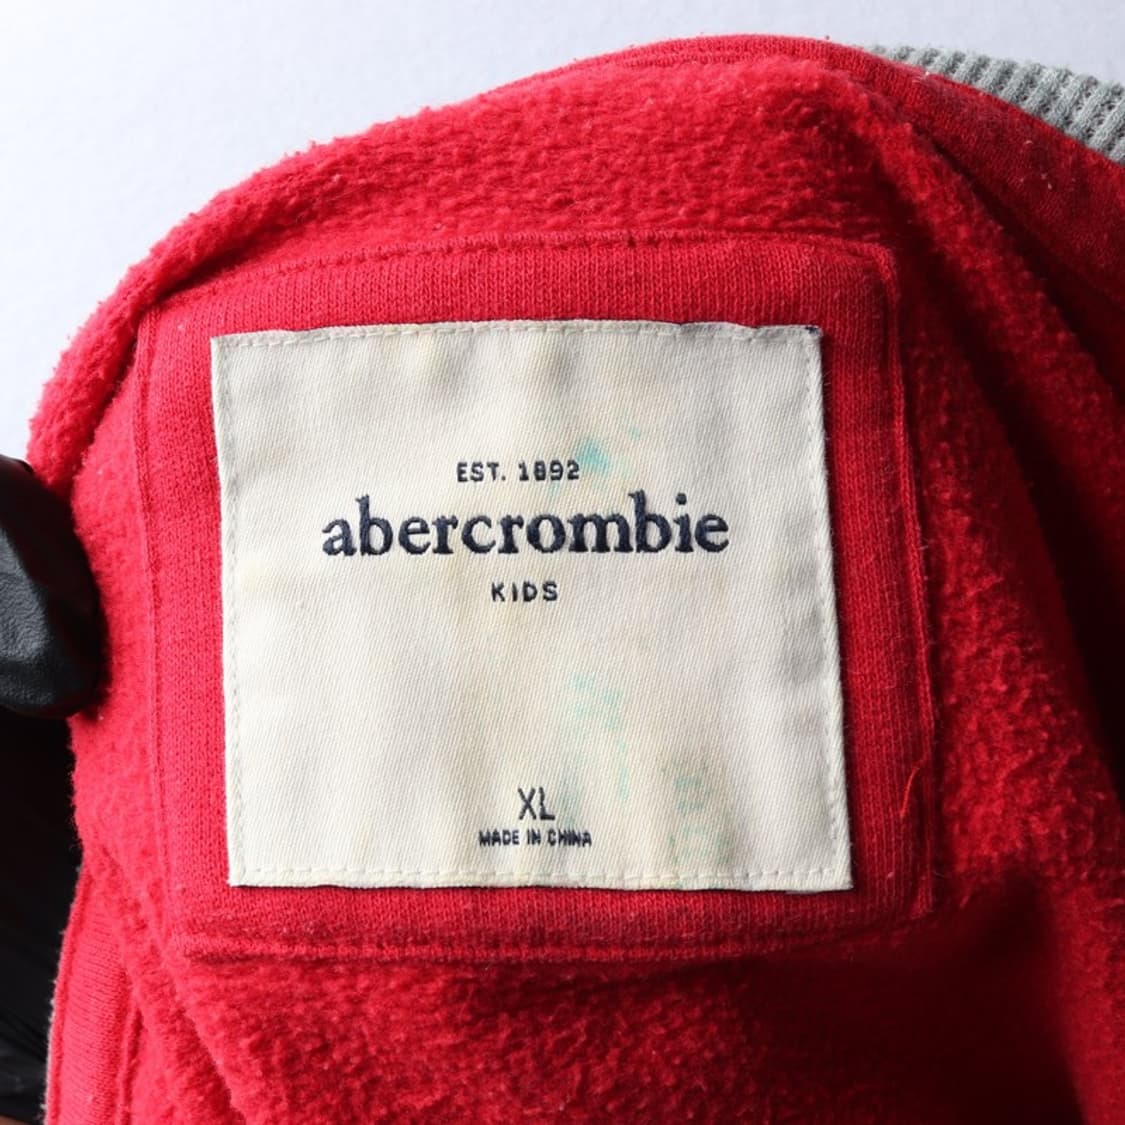 EST. 1892
abercrombie
KIDS
XL
MADE IN CHINA